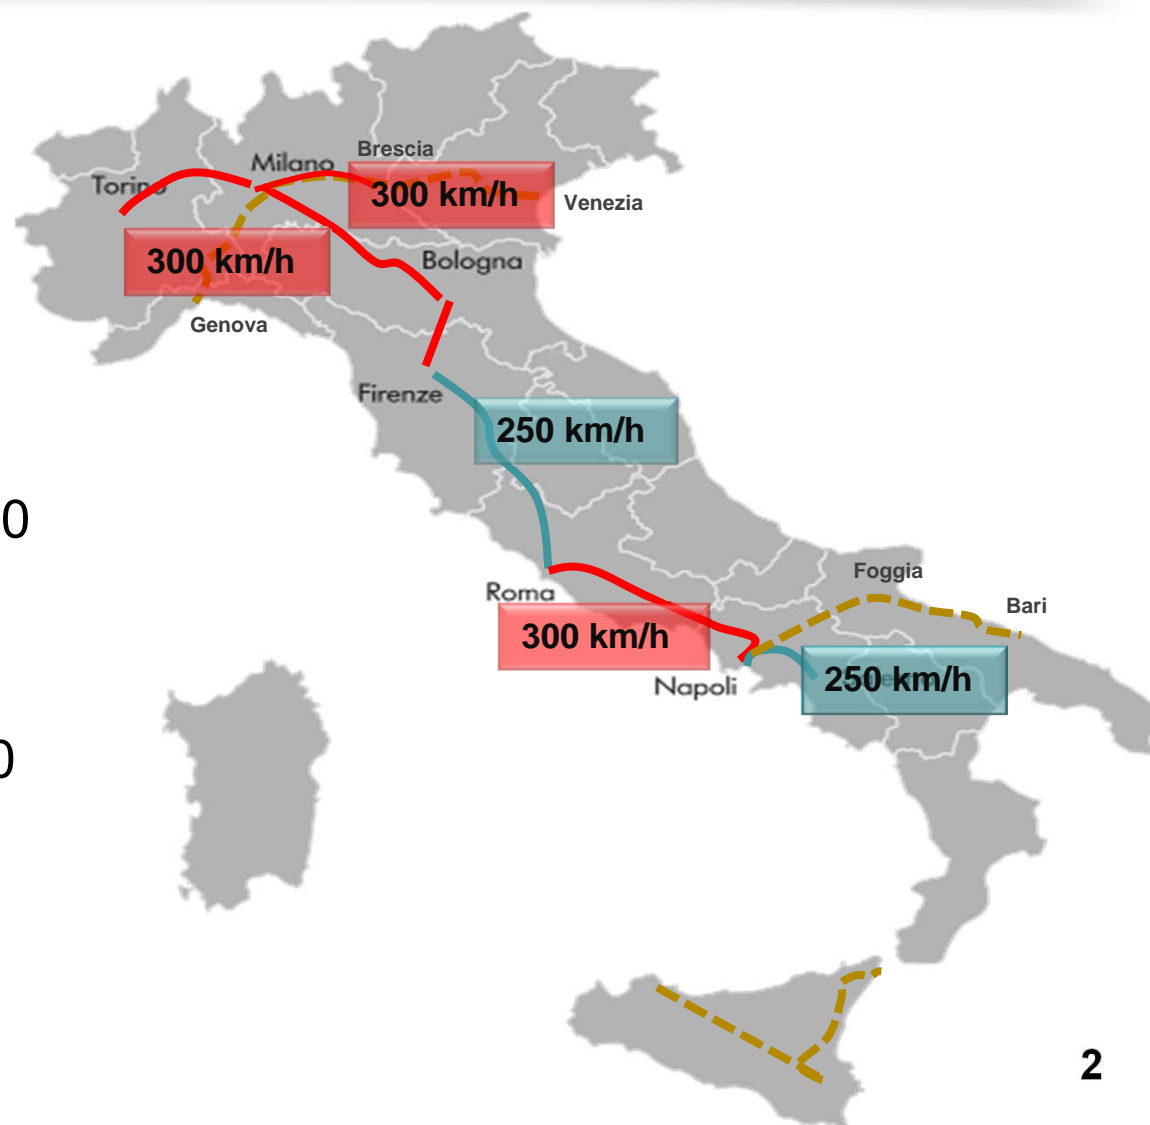 Brescia
Milano
Torino
300 km/h
Venezia
300 km/h
Bologna
Genova
Firenze
250 km/h
0
Foggia
Roma
Bari
300 km/h
Napoli
250 km/h
0
2